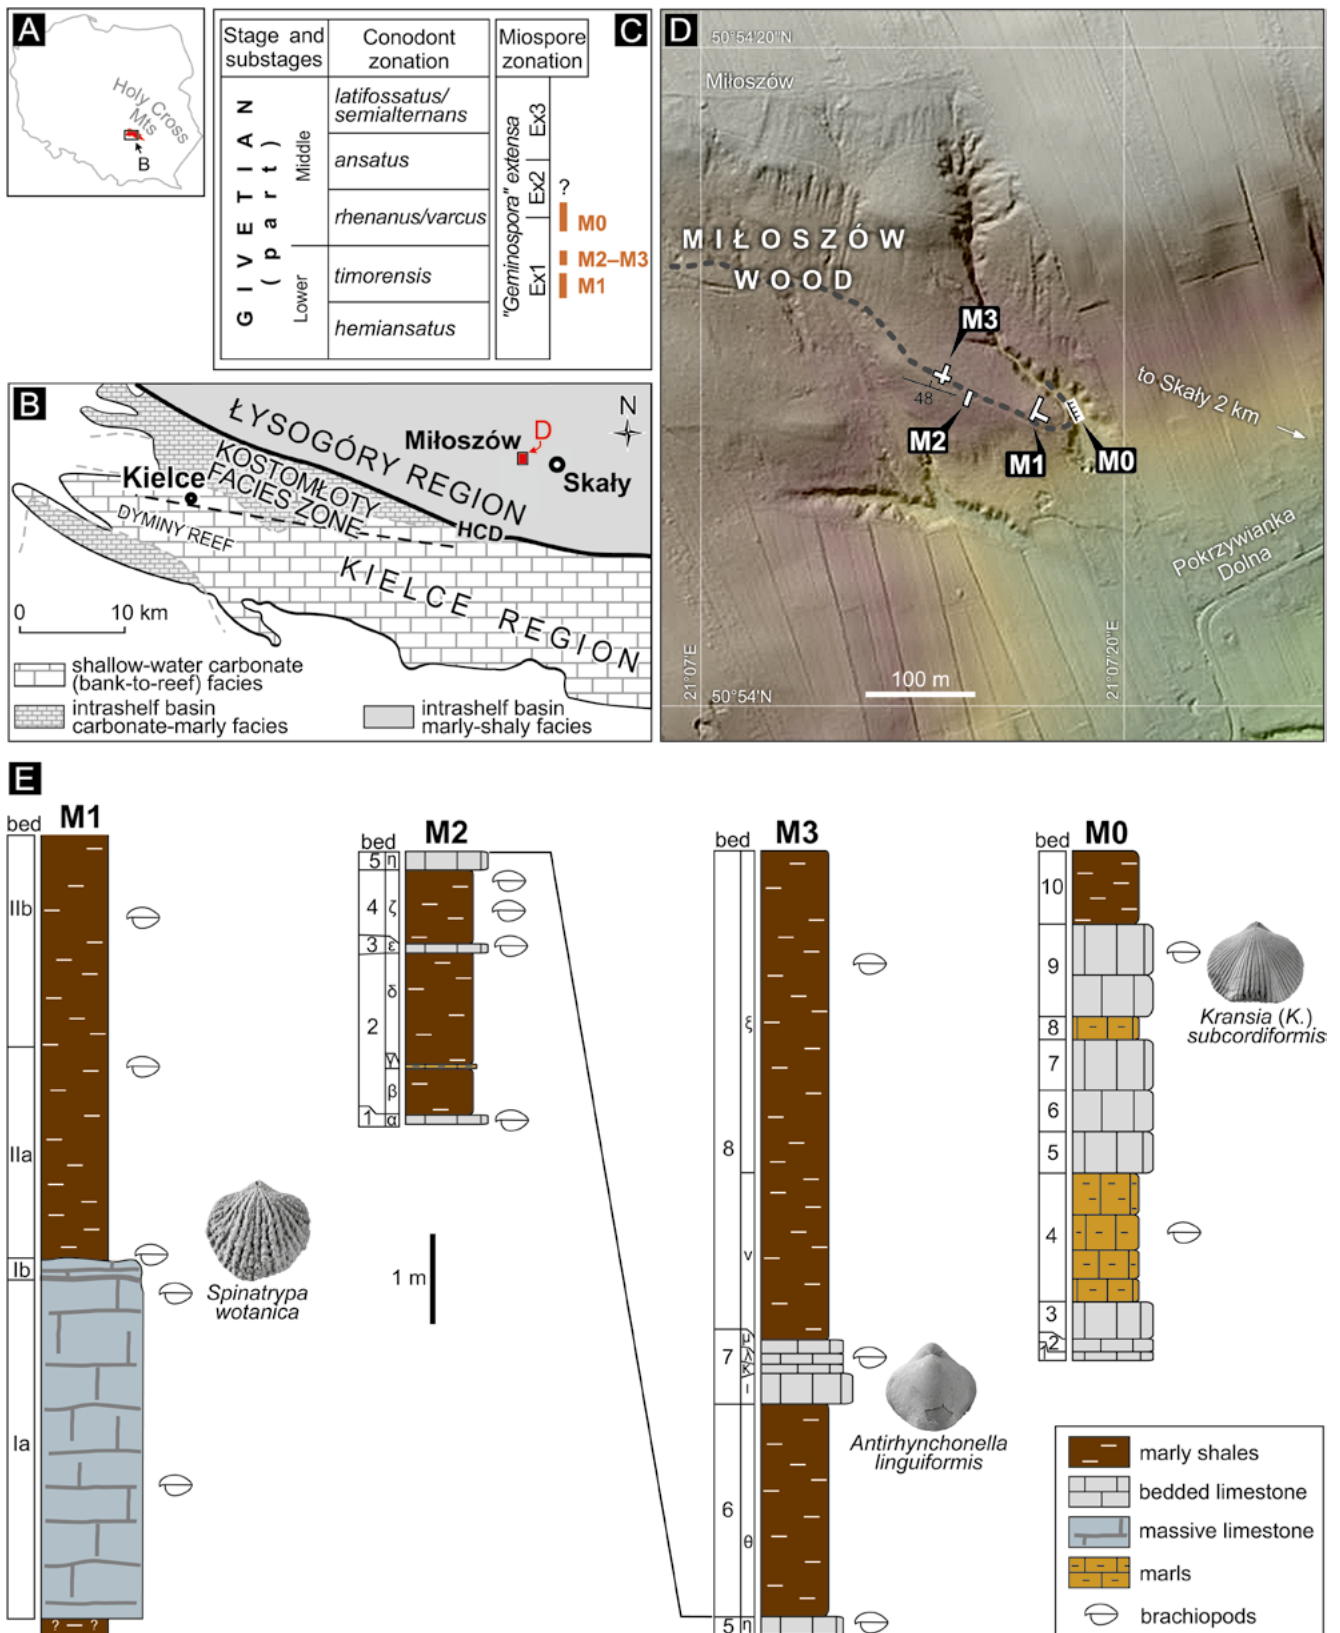 A
Holy Cross
Mts
B
C
Stage and
substages
Conodont
zonation
Miospore
zonation
GIVETIAN
(part)
Middle
Lower
latifossatus/
semialternans
ansatus
rhenanus/varcus
timorensis
hemiansatus
"Geminospora" extensa
Ex3
Ex2
Ex1
?
M0
M2–M3
M1
D
50°54'20"N
Miłoszów
MIŁOSZÓW
WOOD
M3
48
M2
M1
M0
to Skały 2 km
Pokrzywianka
Dolna
21°07'E
21°07'20"E
100 m
50°54'N
B
ŁYSOGÓRY REGION
N
Miłoszów
D
Skały
KOSTOMŁOTY
FACIES ZONE
Kielce
DYMINY REEF
HCD
KIELCE REGION
0 10 km
shallow-water carbonate
(bank-to-reef) facies
intrashelf basin
carbonate-marly facies
intrashelf basin
marly-shaly facies
E
bed M1
IIb
IIa
Ib
Ia
? ?
Spinatrypa
wotanica
bed M2
5 η
4 ζ
3 ε
2 δ
γ
β
1 α
1 m
bed M3
8 ξ
ν
7 μ
λ
κ
ι
6 θ
5 η
Antirhynchonella
linguiformis
bed M0
10
9
8
7
6
5
4
3
2
1
Kransia (K.)
subcordiformis
marly shales
bedded limestone
massive limestone
marls
brachiopods